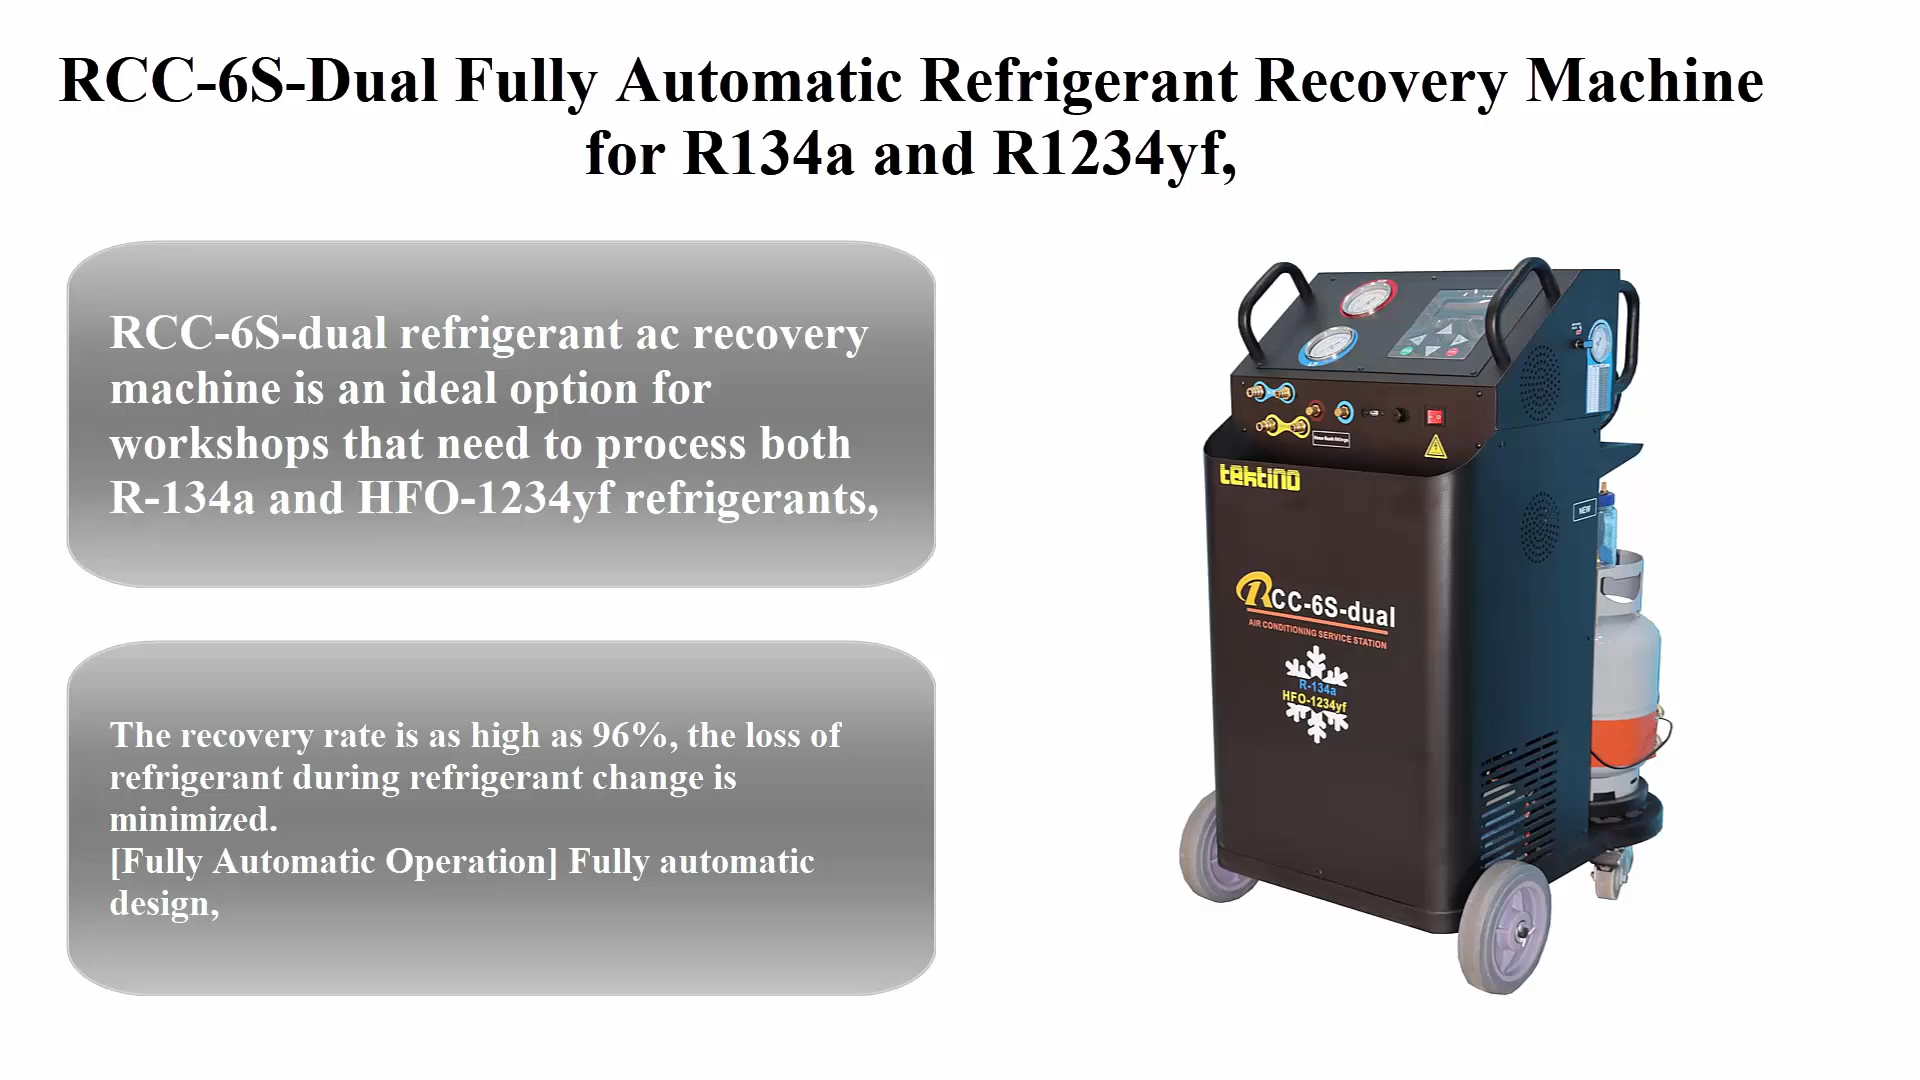 RCC-6S-Dual Fully Automatic Refrigerant Recovery Machine
for R134a and R1234yf,
RCC-6S-dual refrigerant ac recovery
machine is an ideal option for
workshops that need to process both
R-134a and HFO-1234yf refrigerants,
The recovery rate is as high as 96%, the loss of
refrigerant during refrigerant change is
minimized.
[Fully Automatic Operation] Fully automatic
design,
tektino
RCC-6S-dual
AIR CONDITIONING SERVICE STATION
R-134a
HFO-1234yf
NEW